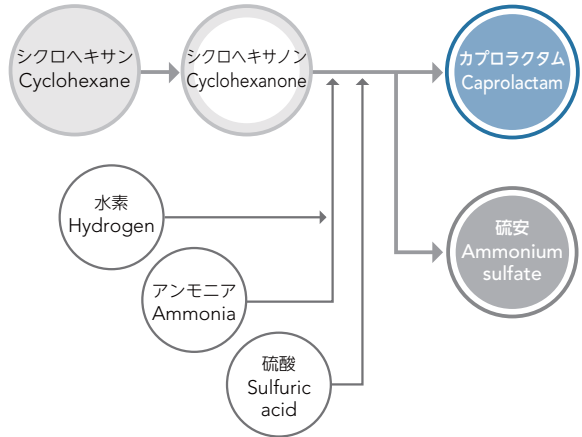 シクロヘキサン
Cyclohexane
シクロヘキサノン
Cyclohexanone
カプロラクタム
Caprolactam
水素
Hydrogen
硫安
Ammonium
sulfate
アンモニア
Ammonia
硫酸
Sulfuric
acid